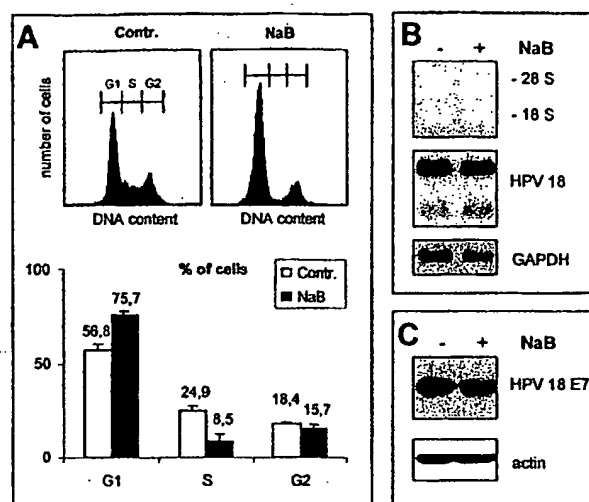 A
Contr.
NaB
G1 S G2
number of cells
DNA content
DNA content
% of cells
Contr.
NaB
100
50
0
56,8
75,7
24,9
8,5
18,4
15,7
G1
S
G2
B
- + NaB
- 28 S
- 18 S
HPV 18
GAPDH
C
- + NaB
HPV 18 E7
actin